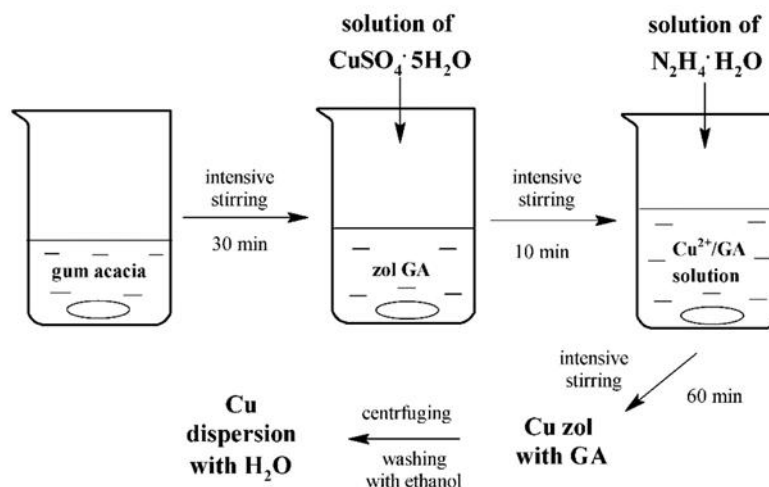 solution of
CuSO₄·5H₂O
solution of
N₂H₄·H₂O
intensive
stirring
30 min
intensive
stirring
10 min
gum acacia
zol GA
Cu²⁺/GA
solution
intensive
stirring
60 min
Cu zol
with GA
centrfuging
washing
with ethanol
Cu
dispersion
with H₂O